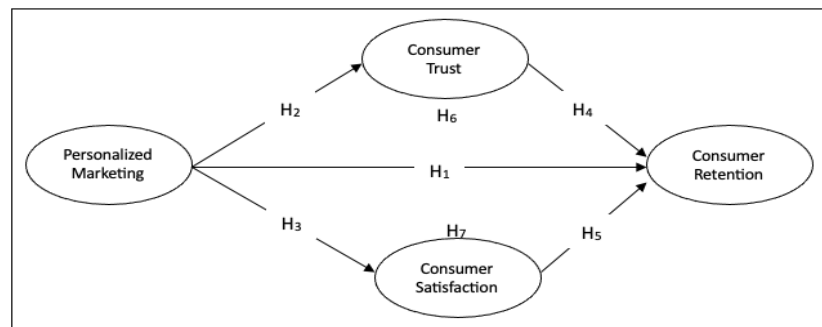 Consumer
Trust
H₂
H₆
H₄
Personalized
Marketing
H₁
Consumer
Retention
H₃
H₇
H₅
Consumer
Satisfaction